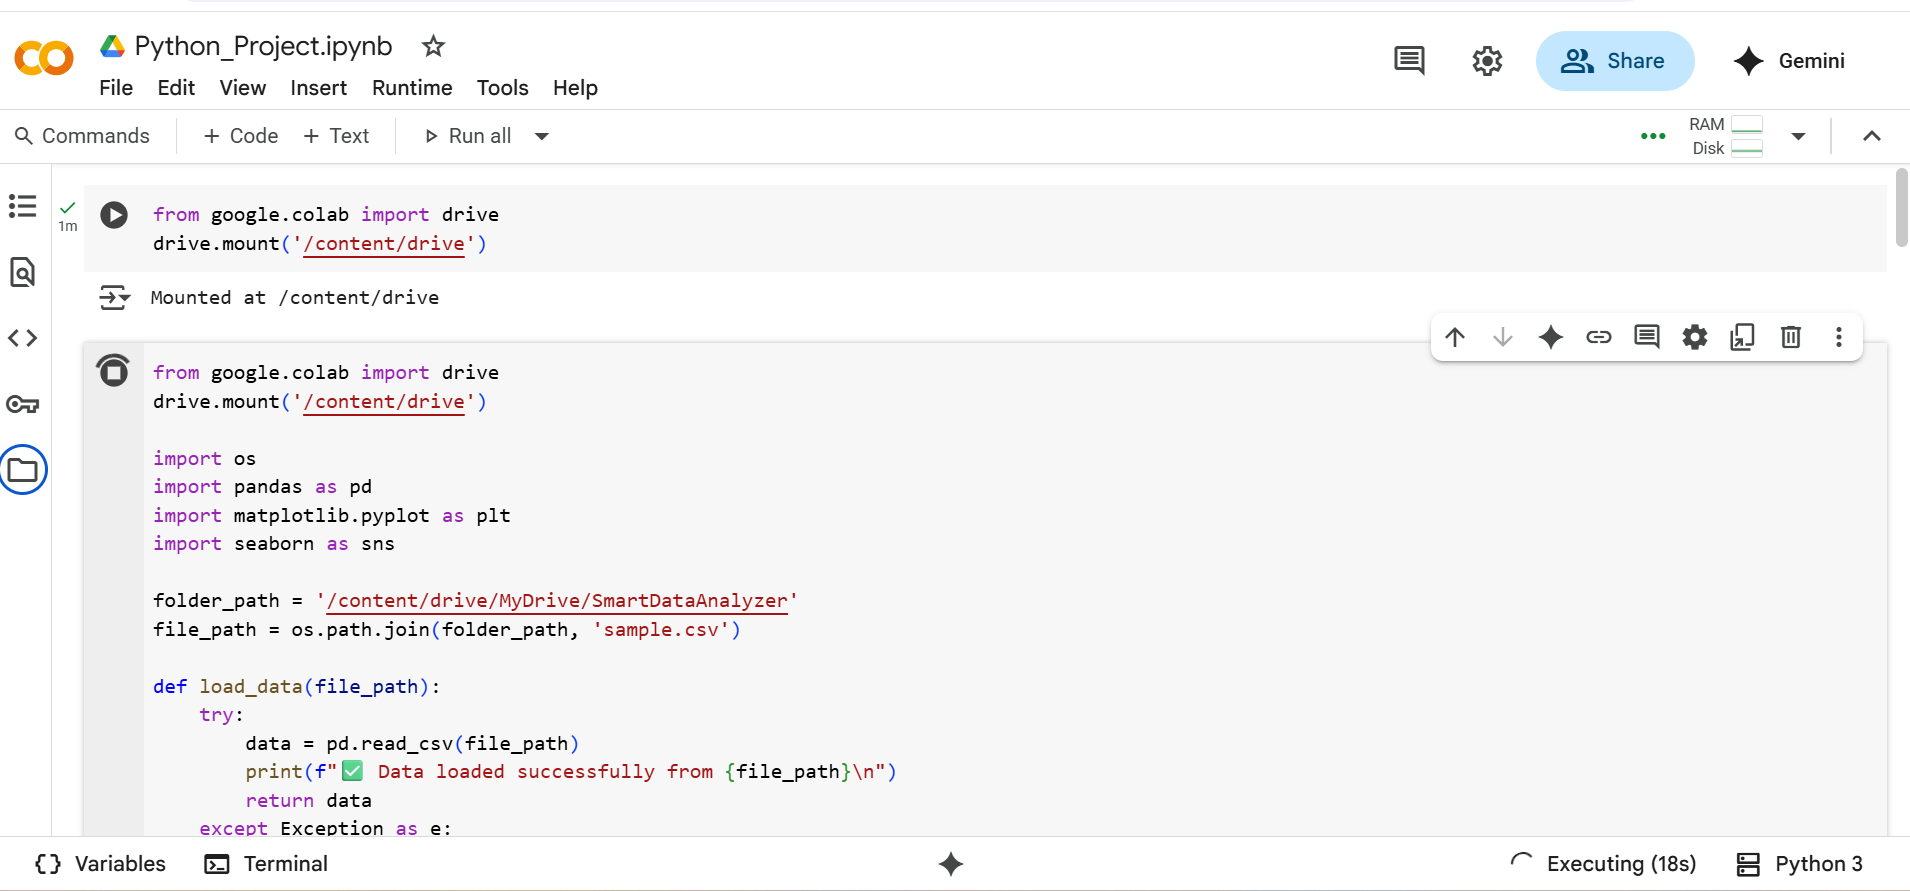 Python_Project.ipynb
File Edit View Insert Runtime Tools Help
Share
Gemini
Commands + Code + Text Run all
RAM
Disk
1m
from google.colab import drive
drive.mount('/content/drive')
Mounted at /content/drive
from google.colab import drive
drive.mount('/content/drive')
import os
import pandas as pd
import matplotlib.pyplot as plt
import seaborn as sns
folder_path = '/content/drive/MyDrive/SmartDataAnalyzer'
file_path = os.path.join(folder_path, 'sample.csv')
def load_data(file_path):
try:
data = pd.read_csv(file_path)
print(f"✅ Data loaded successfully from {file_path}\n")
return data
except Exception as e:
Variables Terminal Executing (18s) Python 3